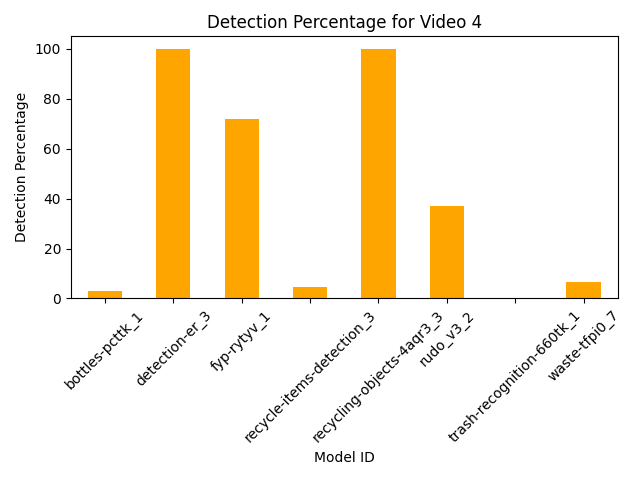 Detection Percentage for Video 4
Detection Percentage
100
80
60
40
20
0
bottles-pcttk_1
detection-er_3
fyp-rytyv_1
recycle-items-detection_3
recycling-objects-4aqr3_3
rudo_v3_2
trash-recognition-660tk_1
waste-tfpi0_7
Model ID